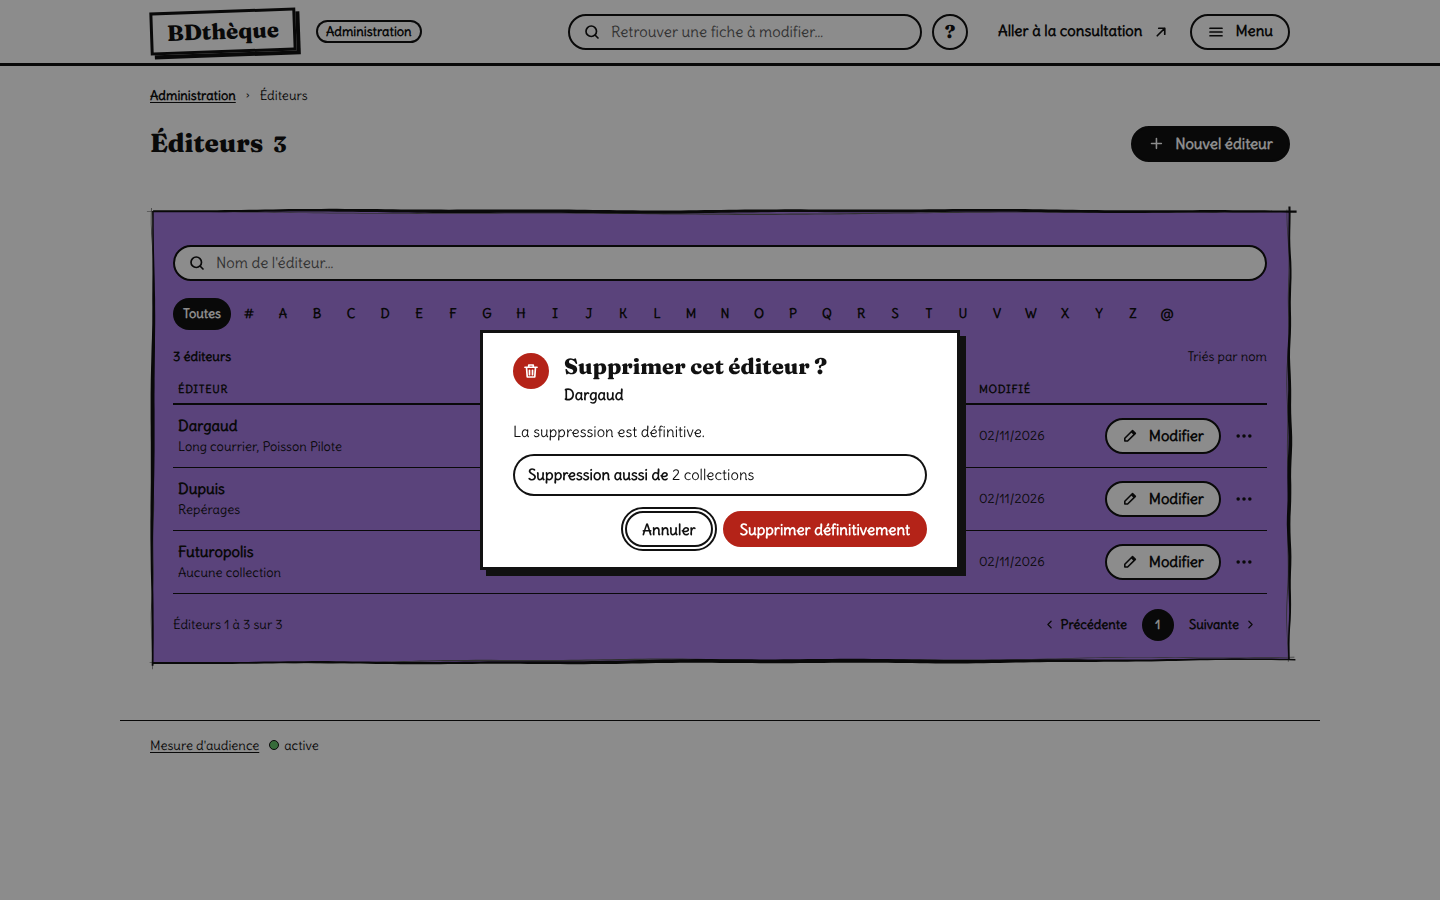 BDthèque
Administration
Retrouver une fiche à modifier...
?
Aller à la consultation
Menu
Administration › Éditeurs
Éditeurs 3
Nouvel éditeur
Nom de l'éditeur...
Toutes # A B C D E F G H I J K L M N O P Q R S T U V W X Y Z @
3 éditeurs
Triés par nom
ÉDITEUR
MODIFIÉ
Dargaud
Long courrier, Poisson Pilote
02/11/2026
Modifier
Dupuis
Repérages
02/11/2026
Modifier
Futuropolis
Aucune collection
02/11/2026
Modifier
Supprimer cet éditeur ?
Dargaud
La suppression est définitive.
Suppression aussi de 2 collections
Annuler
Supprimer définitivement
Éditeurs 1 à 3 sur 3
Précédente
1
Suivante
Mesure d'audience
active